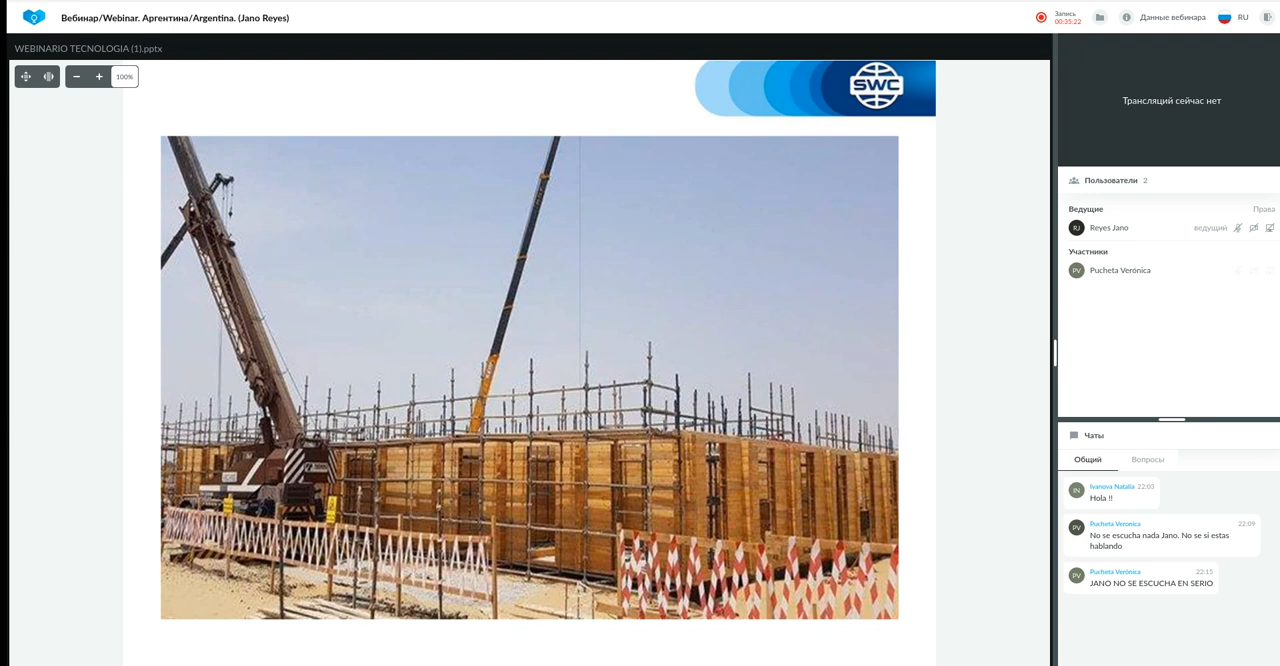 Вебинар/Webinar. Аргентина/Argentina. (Jano Reyes)
Запись
00:35:22
Данные вебинара
RU
WEBINARIO TECNOLOGIA (1).pptx
100%
SWC
Трансляций сейчас нет
Пользователи 2
Ведущие Права
RJ Reyes Jano ведущий
Участники
PV Pucheta Verónica
Чаты
Общий Вопросы
IN Ivanova Natalia 22:03
Hola !!
PV Pucheta Veronica 22:09
No se escucha nada Jano. No se si estas
hablando
PV Pucheta Verónica 22:15
JANO NO SE ESCUCHA EN SERIO